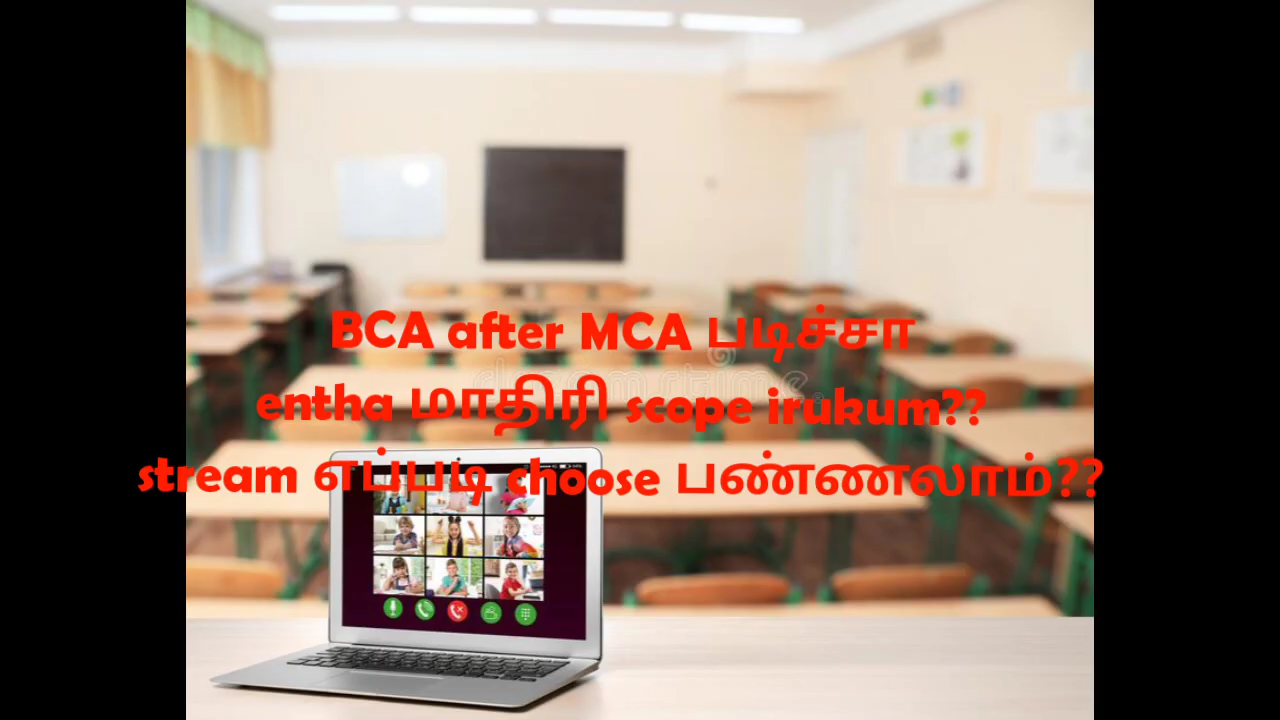 BCA after MCA படிச்சா
entha மாதிரி scope irukum??
stream எப்படி choose பண்ணலாம்??